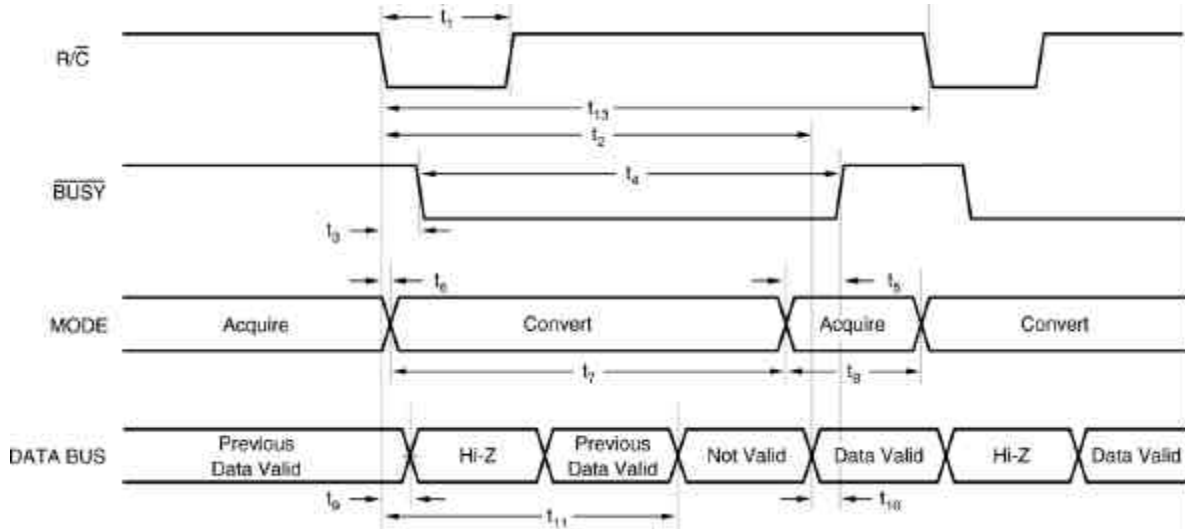 t₁
R/C̅
t₁₃
t₂
B̅U̅S̅Y̅
t₄
t₃
t₆
t₅
MODE
Acquire
Convert
Acquire
Convert
t₇
t₈
DATA BUS
Previous
Data Valid
Hi-Z
Previous
Data Valid
Not Valid
Data Valid
Hi-Z
Data Valid
t₉
t₁₀
t₁₁